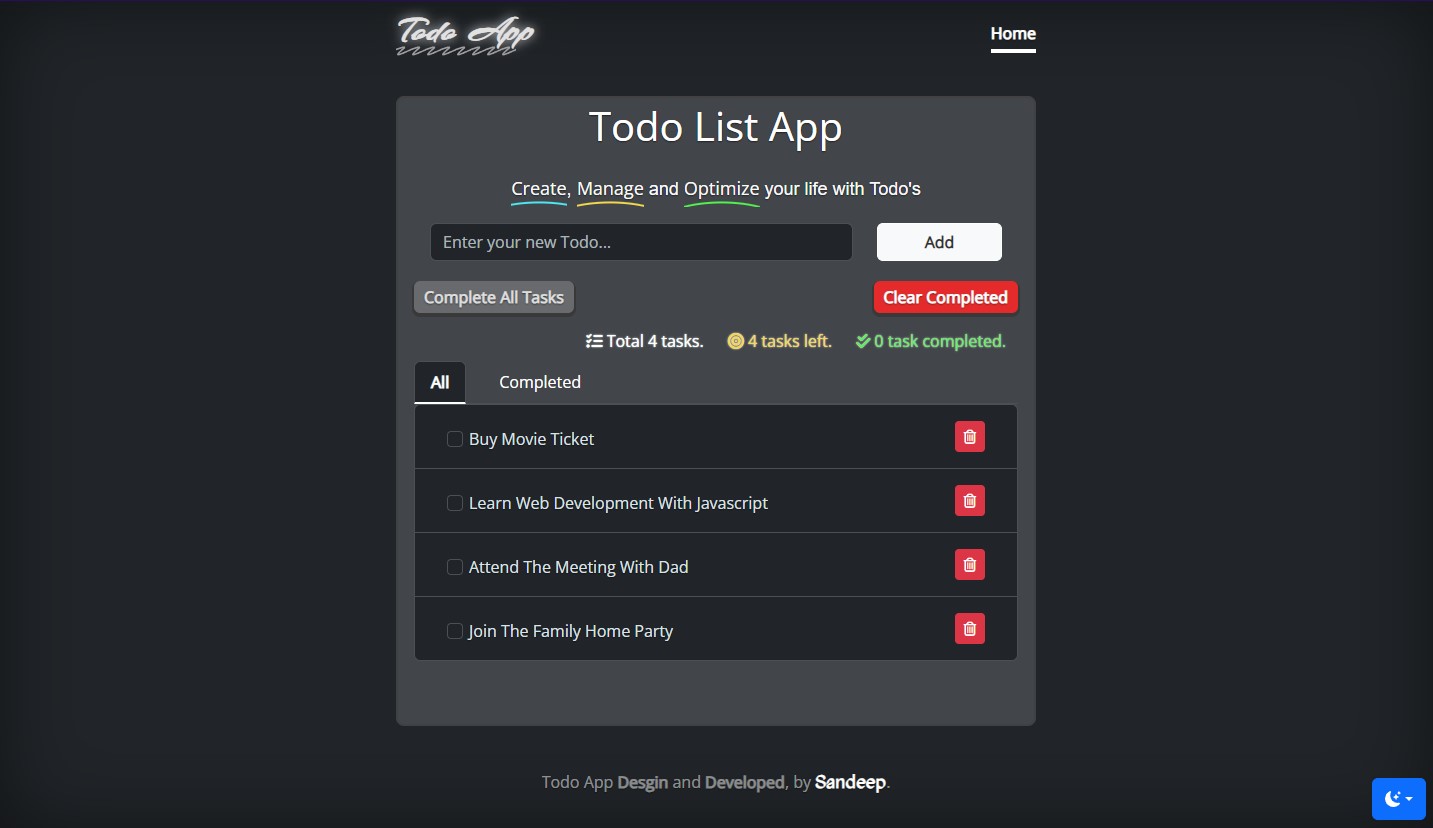 Todo App
Home
Todo List App
Create, Manage and Optimize your life with Todo's
Enter your new Todo...
Add
Complete All Tasks
Clear Completed
Total 4 tasks.
4 tasks left.
0 task completed.
All
Completed
Buy Movie Ticket
Learn Web Development With Javascript
Attend The Meeting With Dad
Join The Family Home Party
Todo App Desgin and Developed, by Sandeep.